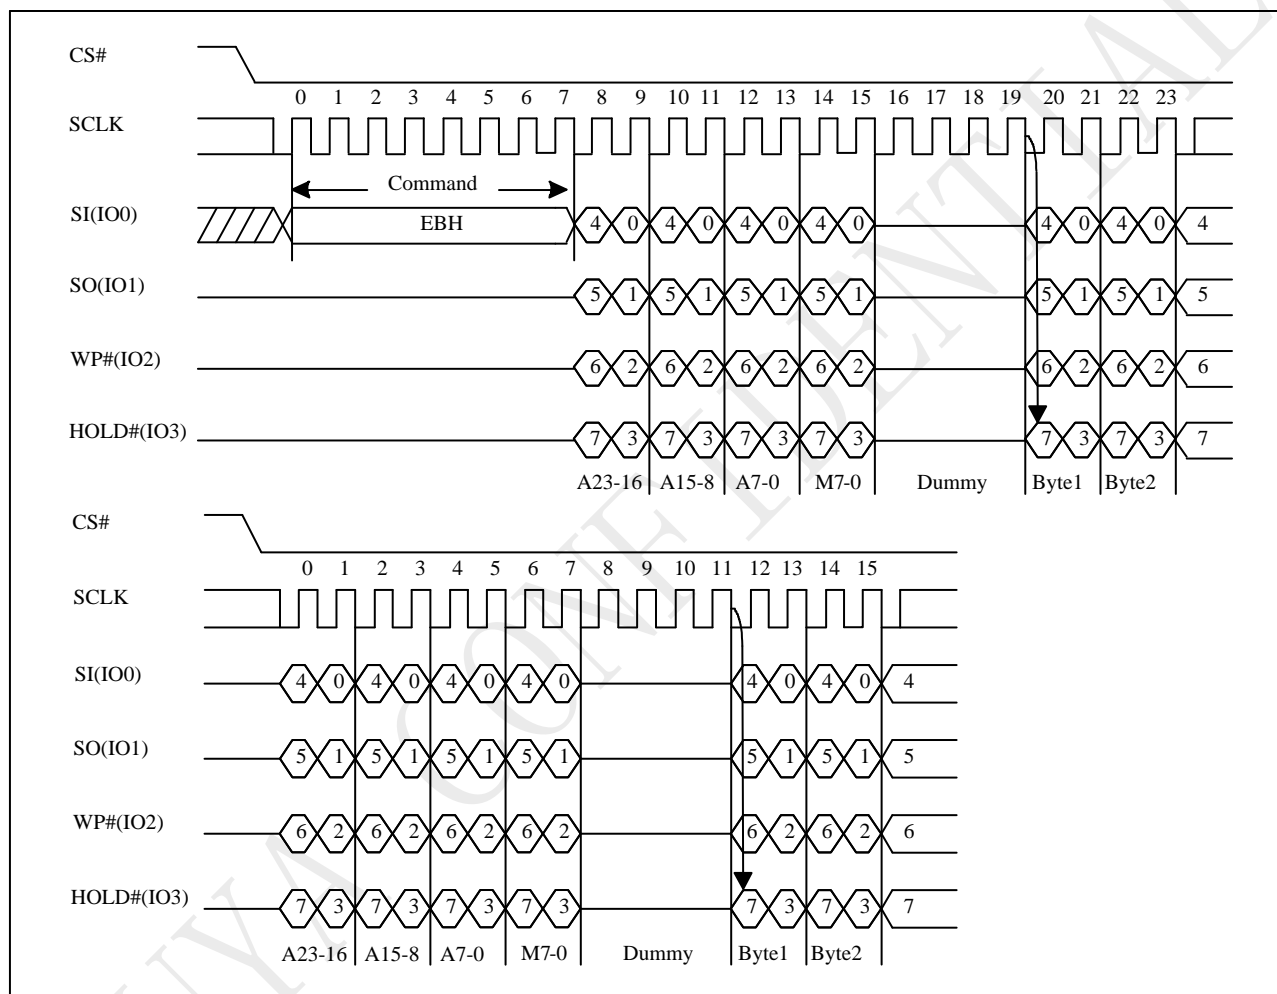 CS#
0 1 2 3 4 5 6 7 8 9 10 11 12 13 14 15 16 17 18 19 20 21 22 23
SCLK
Command
SI(IO0) EBH 4 0 4 0 4 0 4 0 4 0 4 0 4
SO(IO1) 5 1 5 1 5 1 5 1 5 1 5 1 5
WP#(IO2) 6 2 6 2 6 2 6 2 6 2 6 2 6
HOLD#(IO3) 7 3 7 3 7 3 7 3 7 3 7 3 7
A23-16 A15-8 A7-0 M7-0 Dummy Byte1 Byte2
CS#
0 1 2 3 4 5 6 7 8 9 10 11 12 13 14 15
SCLK
SI(IO0) 4 0 4 0 4 0 4 0 4 0 4 0 4
SO(IO1) 5 1 5 1 5 1 5 1 5 1 5 1 5
WP#(IO2) 6 2 6 2 6 2 6 2 6 2 6 2 6
HOLD#(IO3) 7 3 7 3 7 3 7 3 7 3 7 3 7
A23-16 A15-8 A7-0 M7-0 Dummy Byte1 Byte2
CONFIDENTIAL